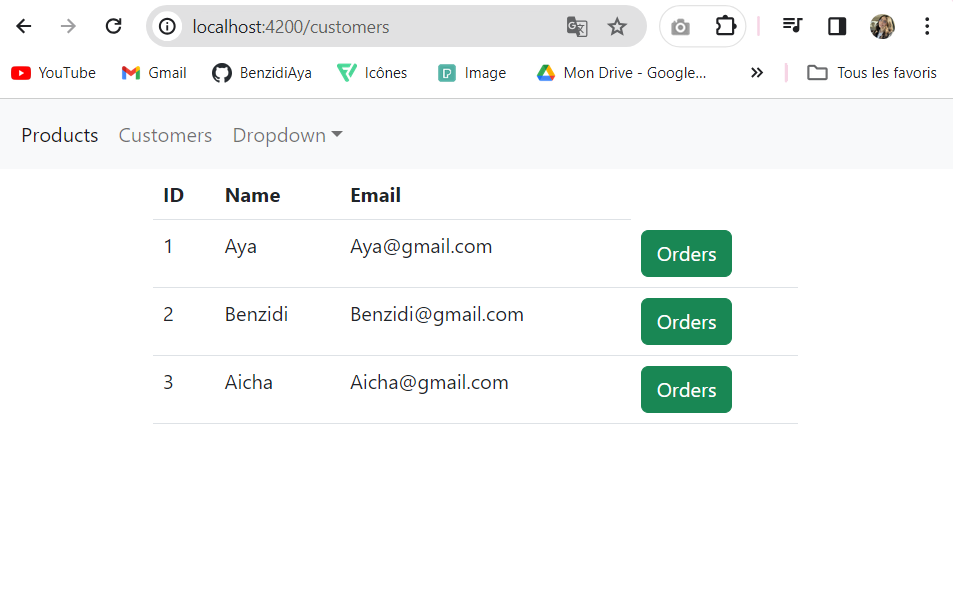 localhost:4200/customers
YouTube Gmail BenzidiAya Icônes Image Mon Drive - Google... Tous les favoris
Products Customers Dropdown
ID Name Email
1 Aya Aya@gmail.com Orders
2 Benzidi Benzidi@gmail.com Orders
3 Aicha Aicha@gmail.com Orders